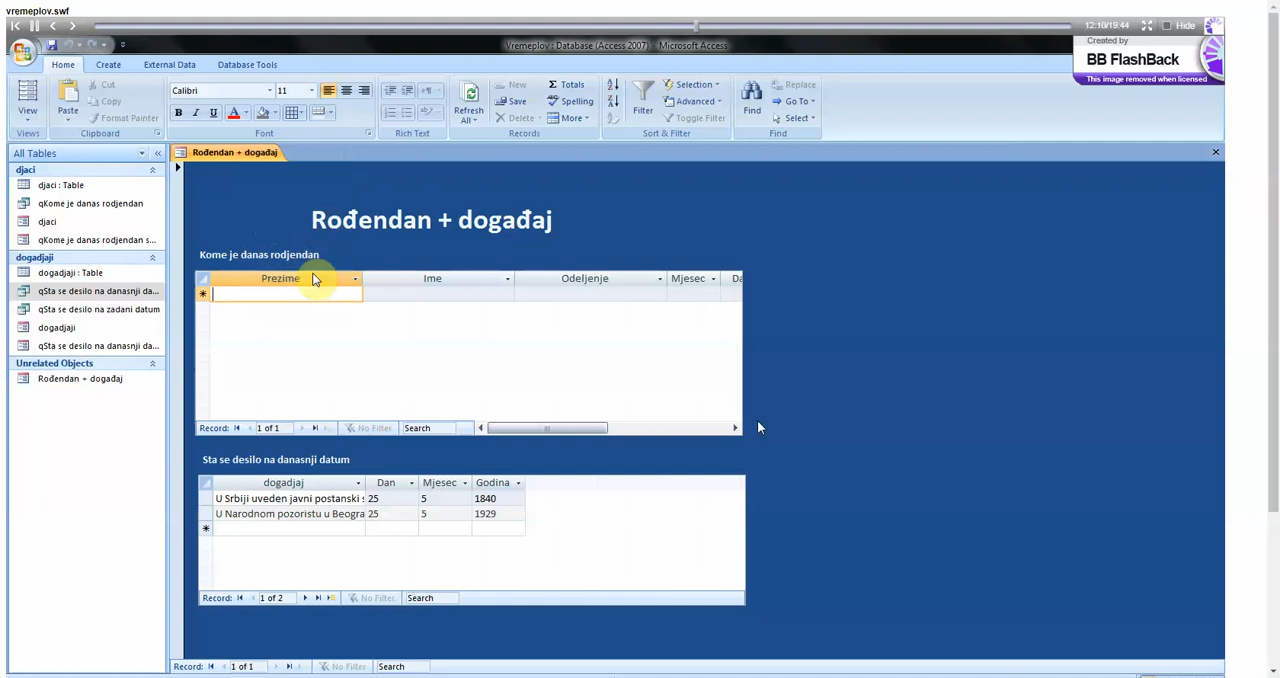 vremeplov.swf
12:10/19:44 Hide
Created by
BB FlashBack
This image removed when licensed
Vremeplov : Database (Access 2007) - Microsoft Access
Home Create External Data Database Tools
View
Views
Paste
Cut
Copy
Format Painter
Clipboard
Calibri 11
B I U A
Font
Rich Text
Refresh All
New
Save
Delete
Totals
Spelling
More
Records
Filter
Selection
Advanced
Toggle Filter
Sort & Filter
Find
Replace
Go To
Select
Find
All Tables
djaci
djaci : Table
qKome je danas rodjendan
djaci
qKome je danas rodjendan s...
dogadjaji
dogadjaji : Table
qSta se desilo na danasnji da...
qSta se desilo na zadani datum
dogadjaji
qSta se desilo na danasnji da...
Unrelated Objects
Rođendan + događaj
Rođendan + događaj
Rođendan + događaj
Kome je danas rodjendan
Prezime Ime Odeljenje Mjesec Da
Record: 1 of 1 No Filter Search
Sta se desilo na danasnji datum
dogadjaj Dan Mjesec Godina
U Srbiji uveden javni postanski s 25 5 1840
U Narodnom pozoristu u Beogra 25 5 1929
Record: 1 of 2 No Filter Search
Record: 1 of 1 No Filter Search